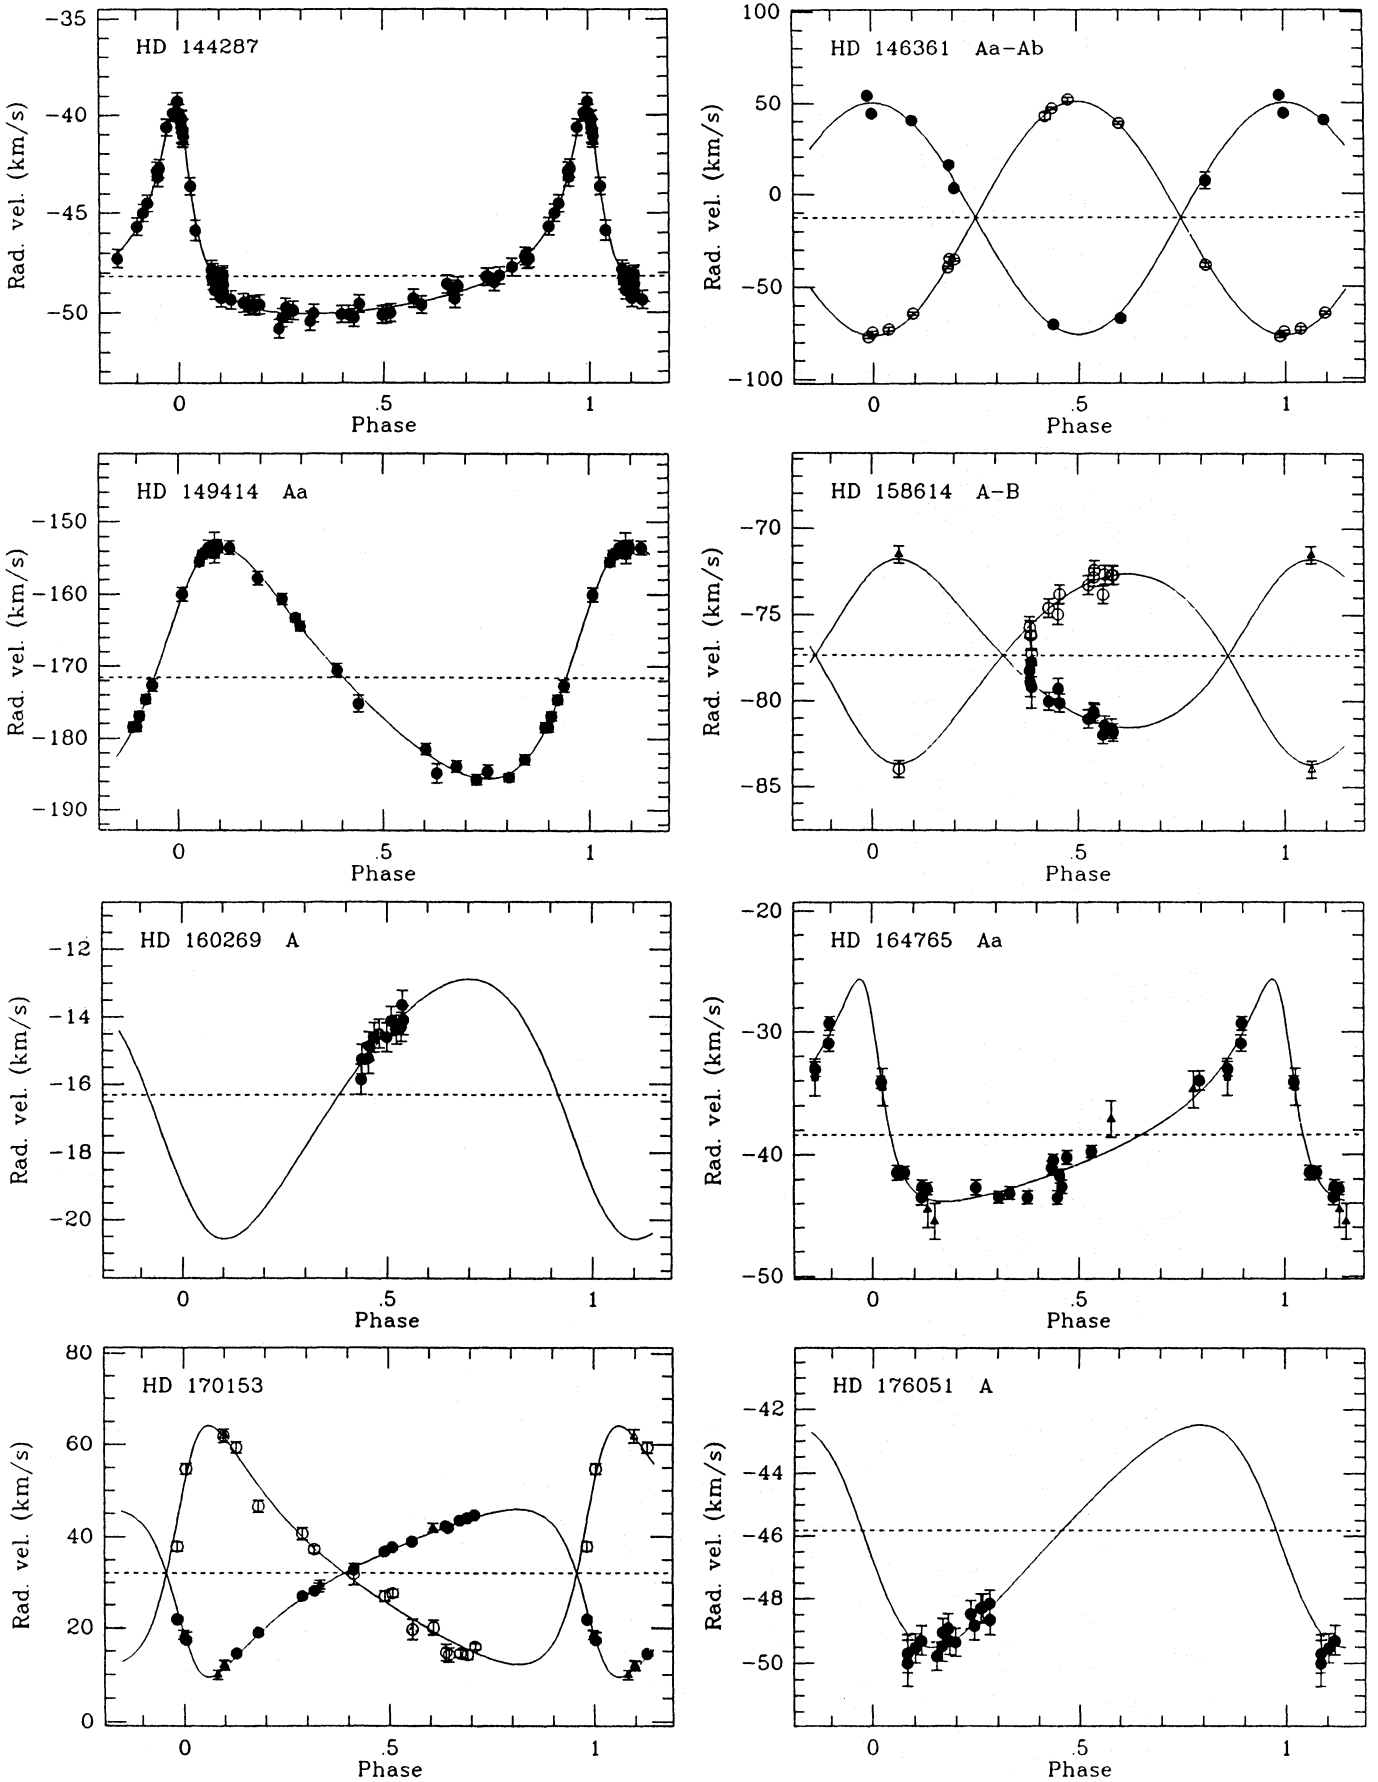 HD 144287
Rad. vel. (km/s)
-35
-40
-45
-50
0
.5
1
Phase
HD 146361 Aa-Ab
Rad. vel. (km/s)
100
50
0
-50
-100
0
.5
1
Phase
HD 149414 Aa
Rad. vel. (km/s)
-150
-160
-170
-180
-190
0
.5
1
Phase
HD 158614 A-B
Rad. vel. (km/s)
-70
-75
-80
-85
0
.5
1
Phase
HD 160269 A
Rad. vel. (km/s)
-12
-14
-16
-18
-20
0
.5
1
Phase
HD 164765 Aa
Rad. vel. (km/s)
-20
-30
-40
-50
0
.5
1
Phase
HD 170153
Rad. vel. (km/s)
80
60
40
20
0
0
.5
1
Phase
HD 176051 A
Rad. vel. (km/s)
-42
-44
-46
-48
-50
0
.5
1
Phase